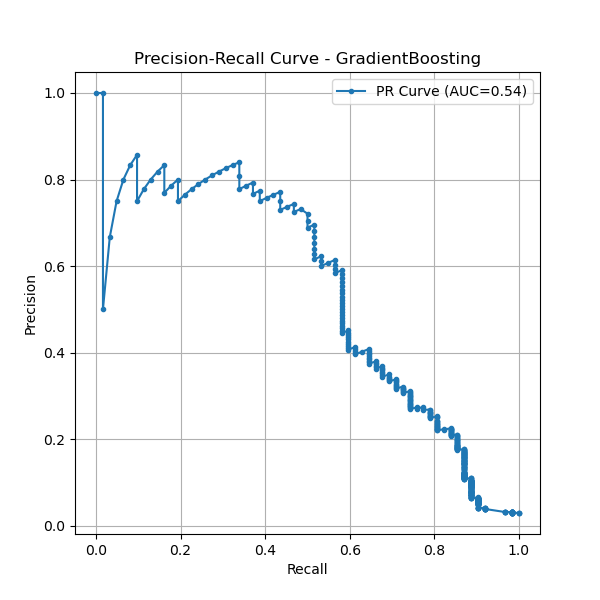 Precision-Recall Curve - GradientBoosting
PR Curve (AUC=0.54)
1.0
0.8
0.6
0.4
0.2
0.0
Precision
0.0 0.2 0.4 0.6 0.8 1.0
Recall